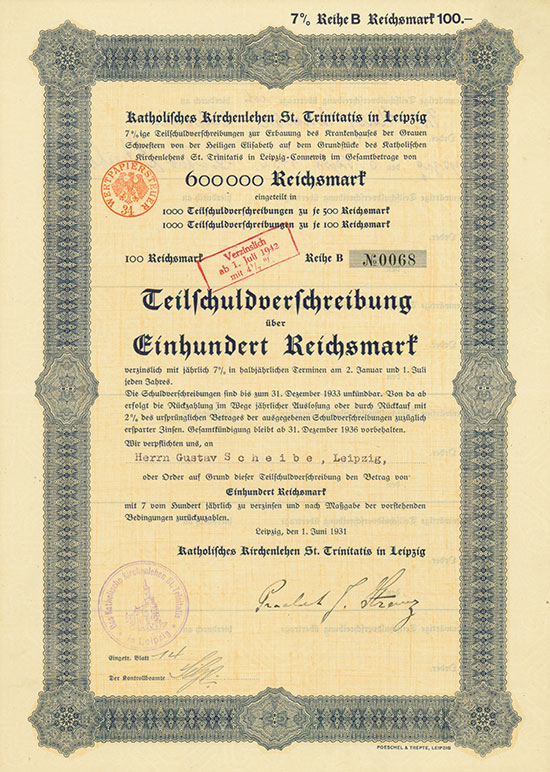 7% Reihe B Reichsmark 100.—
Katholisches Kirchenlehen St. Trinitatis in Leipzig
7%ige Teilschuldverschreibungen zur Erbauung des Krankenhauses der Grauen
Schwestern von der Heiligen Elisabeth auf dem Grundstücke des Katholischen
Kirchenlehens St. Trinitatis in Leipzig-Connewitz im Gesamtbetrage von
600000 Reichsmark
eingeteilt in
1000 Teilschuldverschreibungen zu je 500 Reichsmark
1000 Teilschuldverschreibungen zu je 100 Reichsmark
WERTPAPIERSTEUER
34
Verzinslich
ab 1. Juli 1942
mit 4½%
100 Reichsmark Reihe B №0068
Teilschuldverschreibung
über
Einhundert Reichsmark
verzinslich mit jährlich 7% in halbjährlichen Terminen am 2. Januar und 1. Juli
jeden Jahres.
Die Schuldverschreibungen sind bis zum 31. Dezember 1933 unkündbar. Von da ab
erfolgt die Rückzahlung im Wege jährlicher Auslosung oder durch Rückkauf mit
2% des ursprünglichen Betrages der ausgegebenen Schuldverschreibungen zuzüglich
ersparter Zinsen. Gesamtkündigung bleibt ab 31. Dezember 1936 vorbehalten.
Wir verpflichten uns, an
Herrn Gustav Scheibe, Leipzig,
oder Order auf Grund dieser Teilschuldverschreibung den Betrag von
Einhundert Reichsmark
mit 7 vom Hundert jährlich zu verzinsen und nach Maßgabe der vorstehenden
Bedingungen zurückzuzahlen.
Leipzig, den 1. Juni 1931
Katholisches Kirchenlehen St. Trinitatis in Leipzig
Das Katholische Kirchenlehen St. Trinitatis
in Leipzig
Eingetr. Blatt 14
Der Kontrollbeamte
POESCHEL & TREPTE, LEIPZIG